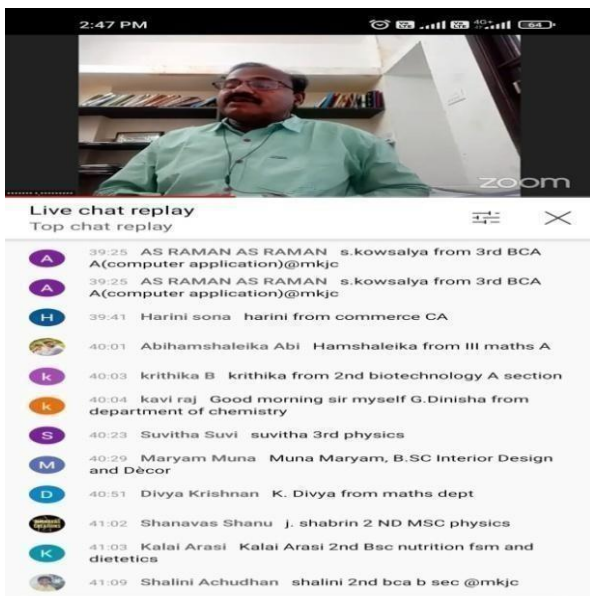 2:47 PM
64
zoom
Live chat replay
Top chat replay
A 39:25 AS RAMAN AS RAMAN s.kowsalya from 3rd BCA
A(computer application)@mkjc
A 39:25 AS RAMAN AS RAMAN s.kowsalya from 3rd BCA
A(computer application)@mkjc
H 39:41 Harini sona harini from commerce CA
40:01 Abihamshaleika Abi Hamshaleika from III maths A
k 40:03 krithika B krithika from 2nd biotechnology A section
k 40:04 kavi raj Good morning sir myself G.Dinisha from
department of chemistry
S 40:23 Suvitha Suvi suvitha 3rd physics
M 40:29 Maryam Muna Muna Maryam, B.SC Interior Design
and Dècor
D 40:51 Divya Krishnan K. Divya from maths dept
41:02 Shanavas Shanu j. shabrin 2 ND MSC physics
K 41:03 Kalai Arasi Kalai Arasi 2nd Bsc nutrition fsm and
dietetics
41:09 Shalini Achudhan shalini 2nd bca b sec @mkjc